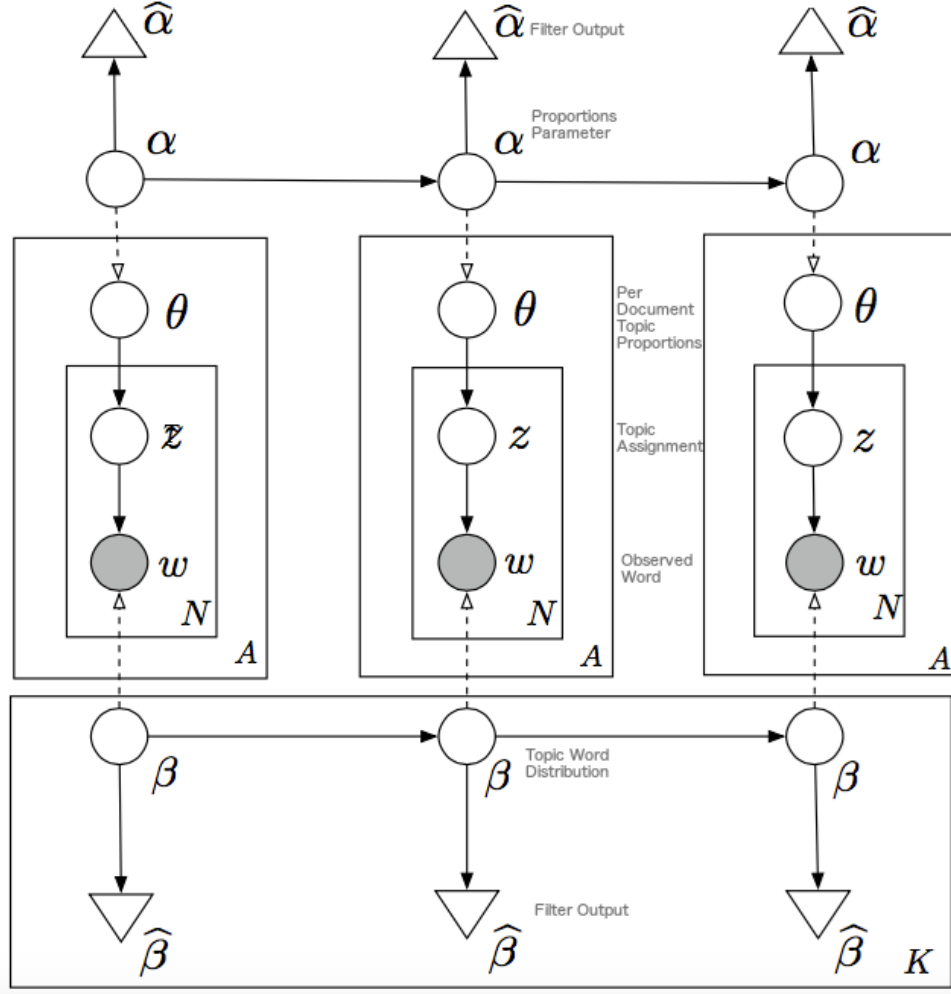 α̂ α̂ Filter Output α̂
Proportions
Parameter
α α α
θ θ Per
Document
Topic
Proportions θ
z Topic
Assignment z
w w Observed
Word w
N N N
A A A
β β Topic Word
Distribution β
β̂ β̂ Filter Output β̂
K